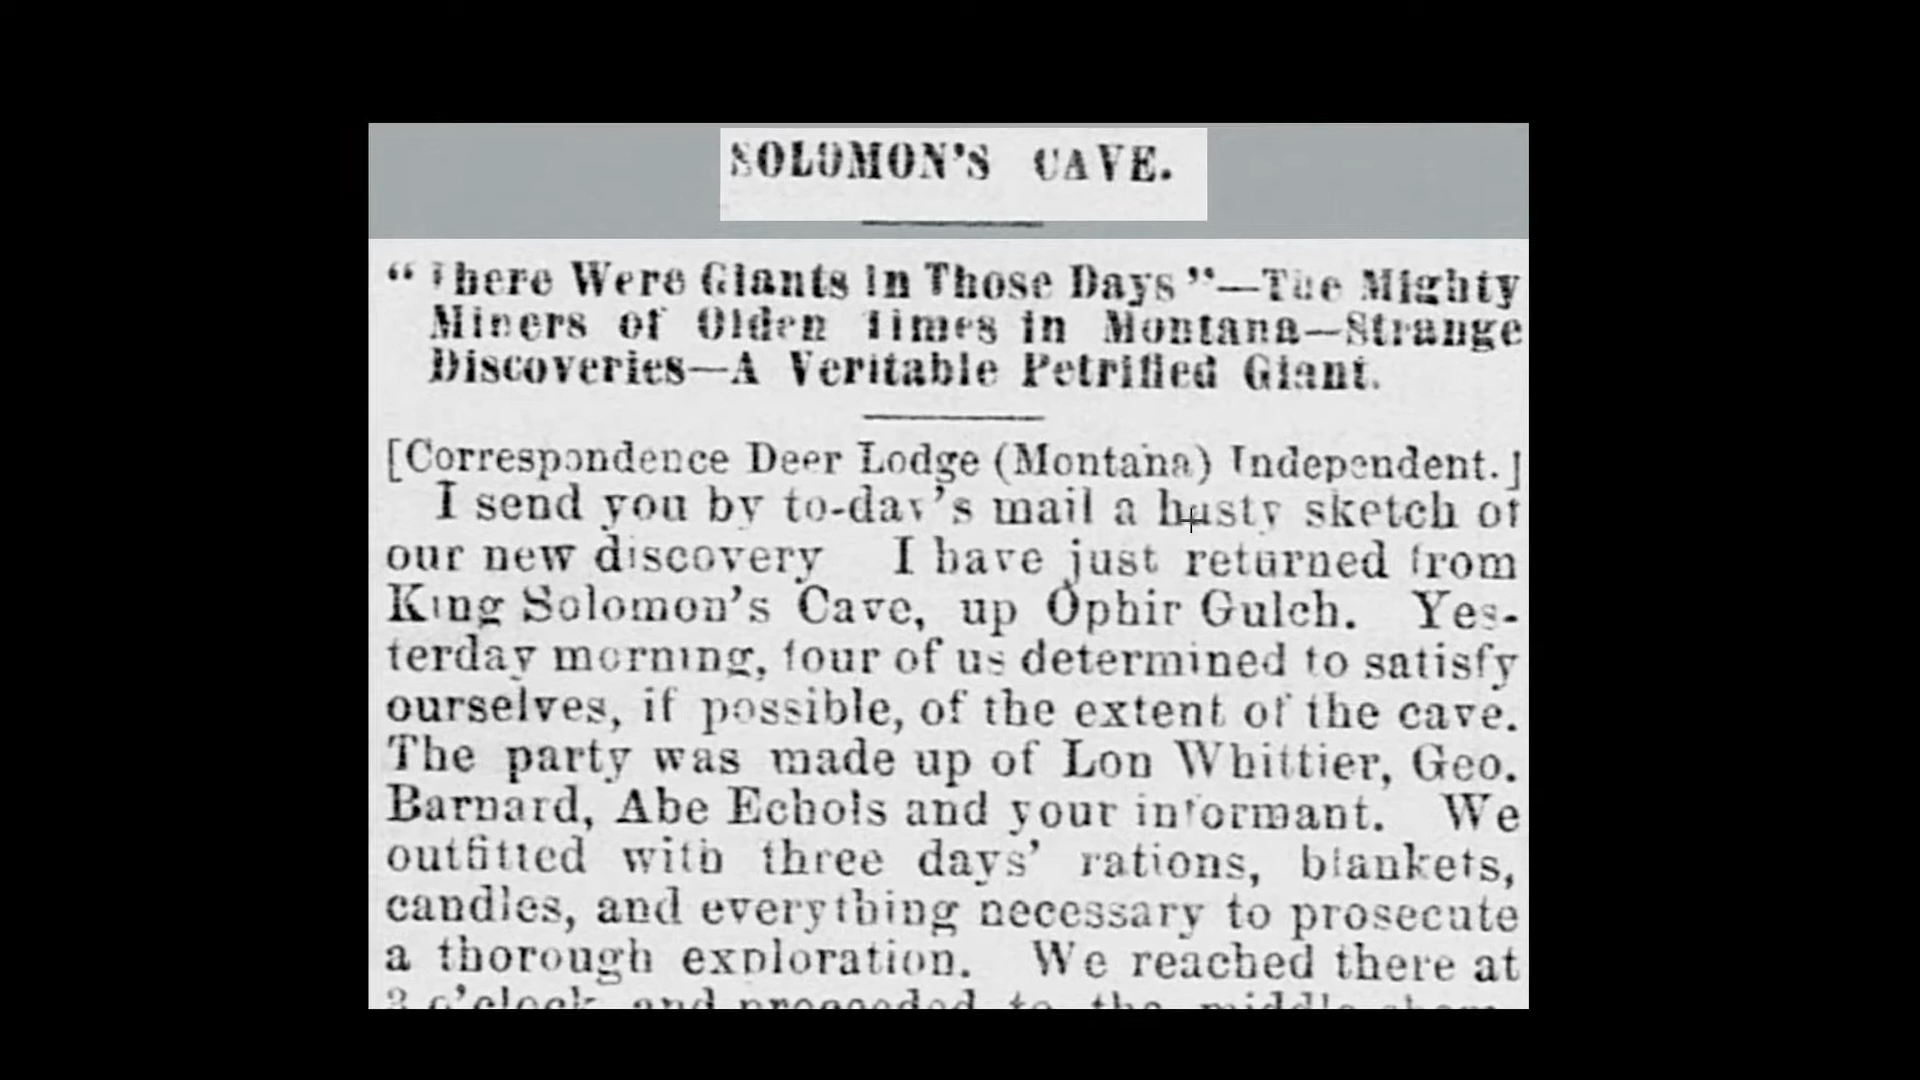 SOLOMON'S CAVE.
"There Were Giants in Those Days"—The Mighty
Miners of Olden Times in Montana—Strange
Discoveries—A Veritable Petrified Giant.
[Correspondence Deer Lodge (Montana) Independent.]
I send you by to-day's mail a hasty sketch of
our new discovery I have just returned from
King Solomon's Cave, up Ophir Gulch. Yes-
terday morning, four of us determined to satisfy
ourselves, if possible, of the extent of the cave.
The party was made up of Lon Whittier, Geo.
Barnard, Abe Echols and your informant. We
outfitted with three days' rations, blankets,
candles, and everything necessary to prosecute
a thorough exploration. We reached there at
o'clock and proceeded to the middle